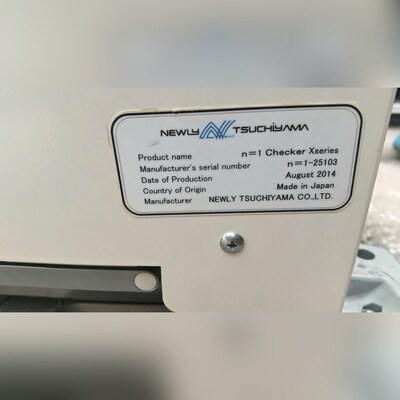 NEWLY TSUCHIYAMA
Product name n=1 Checker Xseries
Manufacturer's serial number n=1-25103
Date of Production August 2014
Country of Origin Made in Japan
Manufacturer NEWLY TSUCHIYAMA CO.,LTD.